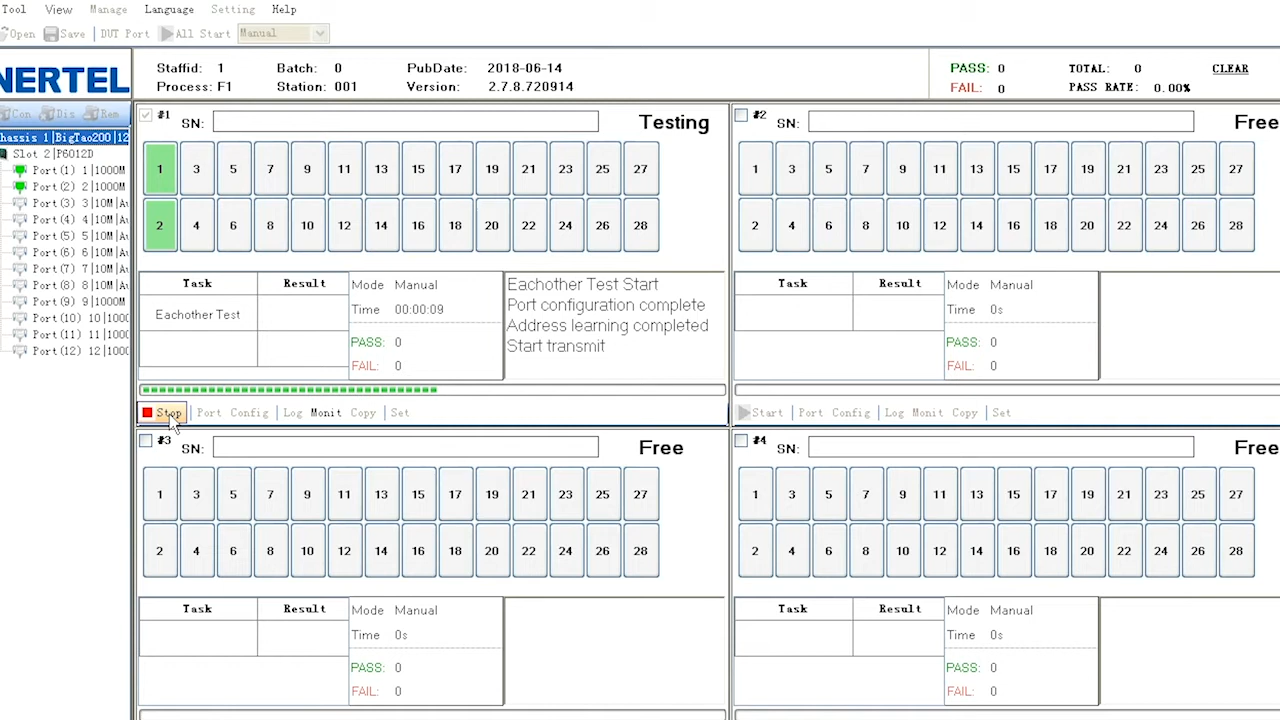 Tool View Manage Language Setting Help
Open Save DUT Port All Start Manual
NERTEL
Staffid: 1 Batch: 0 PubDate: 2018-06-14
Process: F1 Station: 001 Version: 2.7.8.720914
PASS: 0 TOTAL: 0 CLEAR
FAIL: 0 PASS RATE: 0.00%
Con Dis Rem
hassis 1|BigTao200|12
Slot 2|P6012D
Port(1) 1|1000M
Port(2) 2|1000M
Port(3) 3|10M|Au
Port(4) 4|10M|Au
Port(5) 5|10M|Au
Port(6) 6|10M|Au
Port(7) 7|10M|Au
Port(8) 8|10M|Au
Port(9) 9|1000M
Port(10) 10|1000
Port(11) 11|1000
Port(12) 12|1000
#1 SN: Testing
1 3 5 7 9 11 13 15 17 19 21 23 25 27
2 4 6 8 10 12 14 16 18 20 22 24 26 28
Task Result
Eachother Test
Mode Manual
Time 00:00:09
PASS: 0
FAIL: 0
Eachother Test Start
Port configuration complete
Address learning completed
Start transmit
Stop Port Config Log Monit Copy Set
#2 SN: Free
1 3 5 7 9 11 13 15 17 19 21 23 25 27
2 4 6 8 10 12 14 16 18 20 22 24 26 28
Task Result
Mode Manual
Time 0s
PASS: 0
FAIL: 0
Start Port Config Log Monit Copy Set
#3 SN: Free
1 3 5 7 9 11 13 15 17 19 21 23 25 27
2 4 6 8 10 12 14 16 18 20 22 24 26 28
Task Result
Mode Manual
Time 0s
PASS: 0
FAIL: 0
#4 SN: Free
1 3 5 7 9 11 13 15 17 19 21 23 25 27
2 4 6 8 10 12 14 16 18 20 22 24 26 28
Task Result
Mode Manual
Time 0s
PASS: 0
FAIL: 0